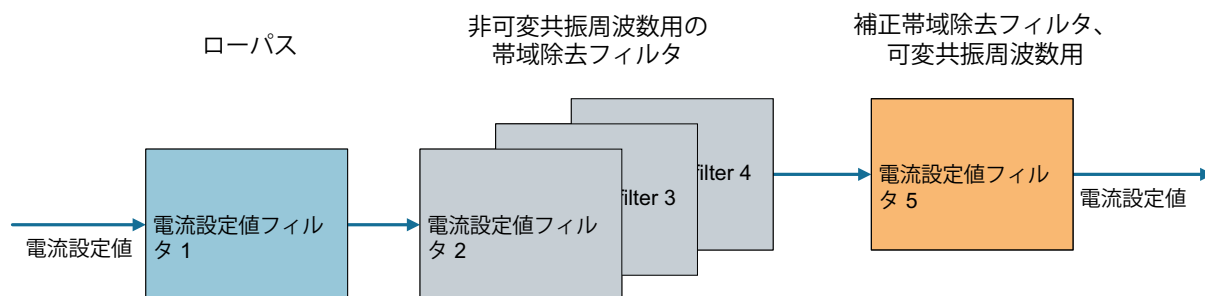 ローパス
非可変共振周波数用の
帯域除去フィルタ
補正帯域除去フィルタ、
可変共振周波数用
電流設定値
電流設定値フィル
タ 1
電流設定値フィル
タ 2
filter 3
filter 4
電流設定値フィル
タ 5
電流設定値